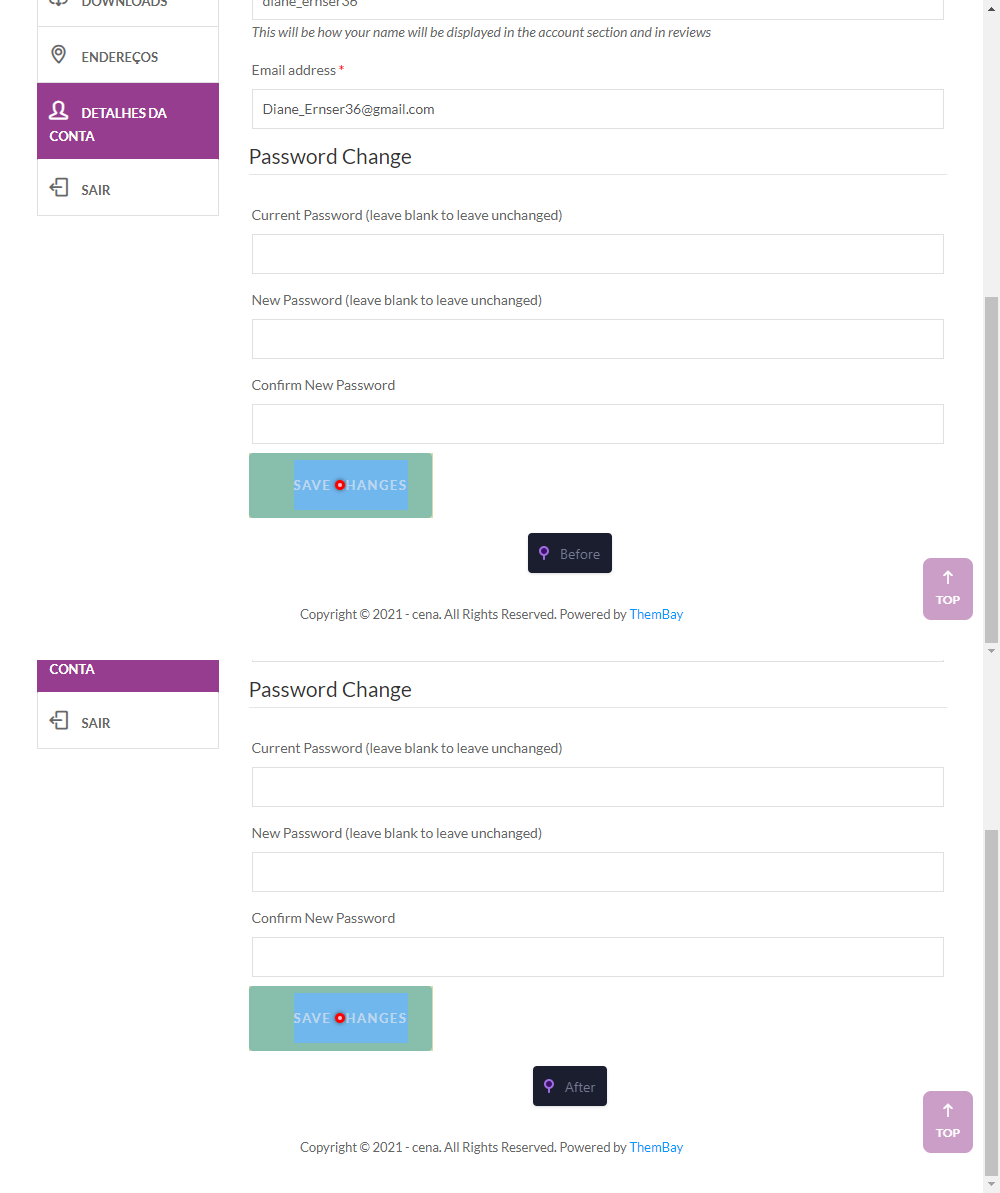 DOWNLOADS
diane_ernser36
This will be how your name will be displayed in the account section and in reviews
ENDEREÇOS
Email address *
DETALHES DA
CONTA
Diane_Ernser36@gmail.com
Password Change
SAIR
Current Password (leave blank to leave unchanged)
New Password (leave blank to leave unchanged)
Confirm New Password
SAVE CHANGES
Before
TOP
Copyright © 2021 - cena. All Rights Reserved. Powered by ThemBay
CONTA
Password Change
SAIR
Current Password (leave blank to leave unchanged)
New Password (leave blank to leave unchanged)
Confirm New Password
SAVE CHANGES
After
TOP
Copyright © 2021 - cena. All Rights Reserved. Powered by ThemBay